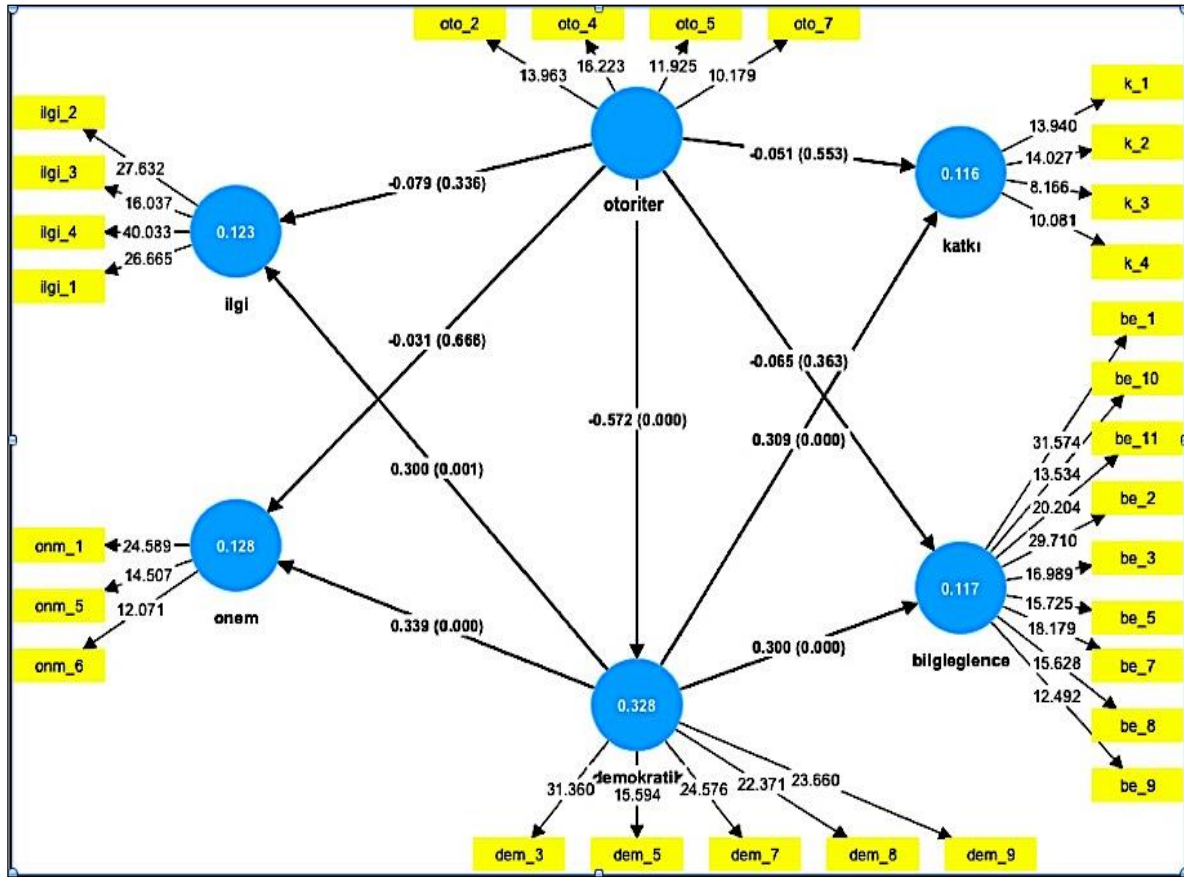 oto_2
oto_4
oto_5
oto_7
13.963
16.223
11.925
10.179
otoriter
ilgi_2
ilgi_3
ilgi_4
ilgi_1
27.632
16.037
40.033
26.665
0.123
ilgi
-0.079 (0.336)
-0.051 (0.553)
k_1
k_2
k_3
k_4
13.940
14.027
8.166
10.081
0.116
katkı
-0.031 (0.666)
-0.065 (0.363)
-0.572 (0.000)
0.300 (0.001)
0.309 (0.000)
be_1
be_10
be_11
be_2
be_3
be_5
be_7
be_8
be_9
31.574
13.534
20.204
29.710
16.989
15.725
18.179
15.628
12.492
0.117
bilgieglence
onm_1
onm_5
onm_6
24.589
14.507
12.071
0.128
onem
0.339 (0.000)
0.300 (0.000)
0.328
demokratik
31.360
15.594
24.576
22.371
23.660
dem_3
dem_5
dem_7
dem_8
dem_9